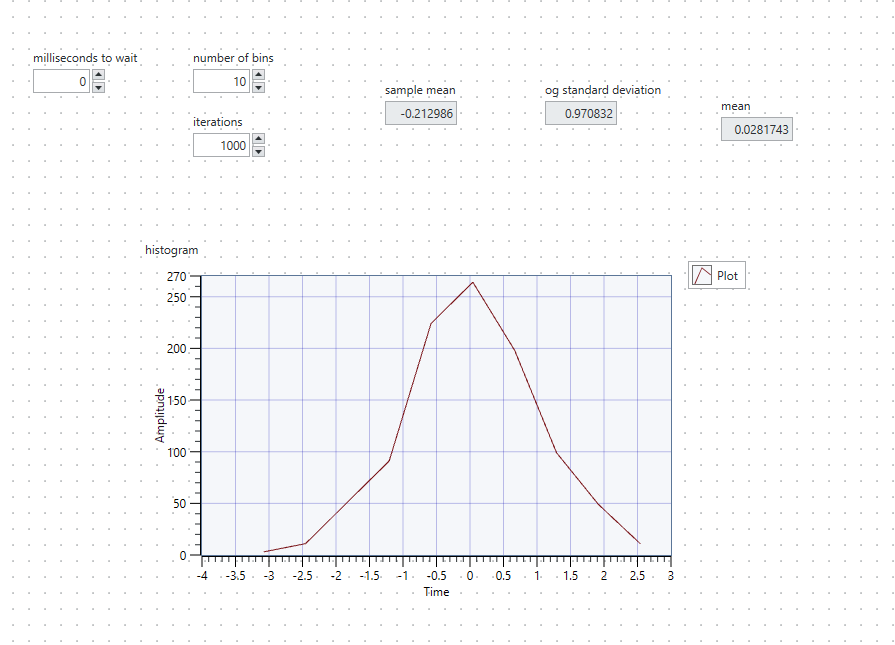 milliseconds to wait
0
number of bins
10
sample mean
-0.212986
og standard deviation
0.970832
mean
0.0281743
iterations
1000
histogram
Plot
270
250
200
150
100
50
0
Amplitude
-4 -3.5 -3 -2.5 -2 -1.5 -1 -0.5 0 0.5 1 1.5 2 2.5 3
Time